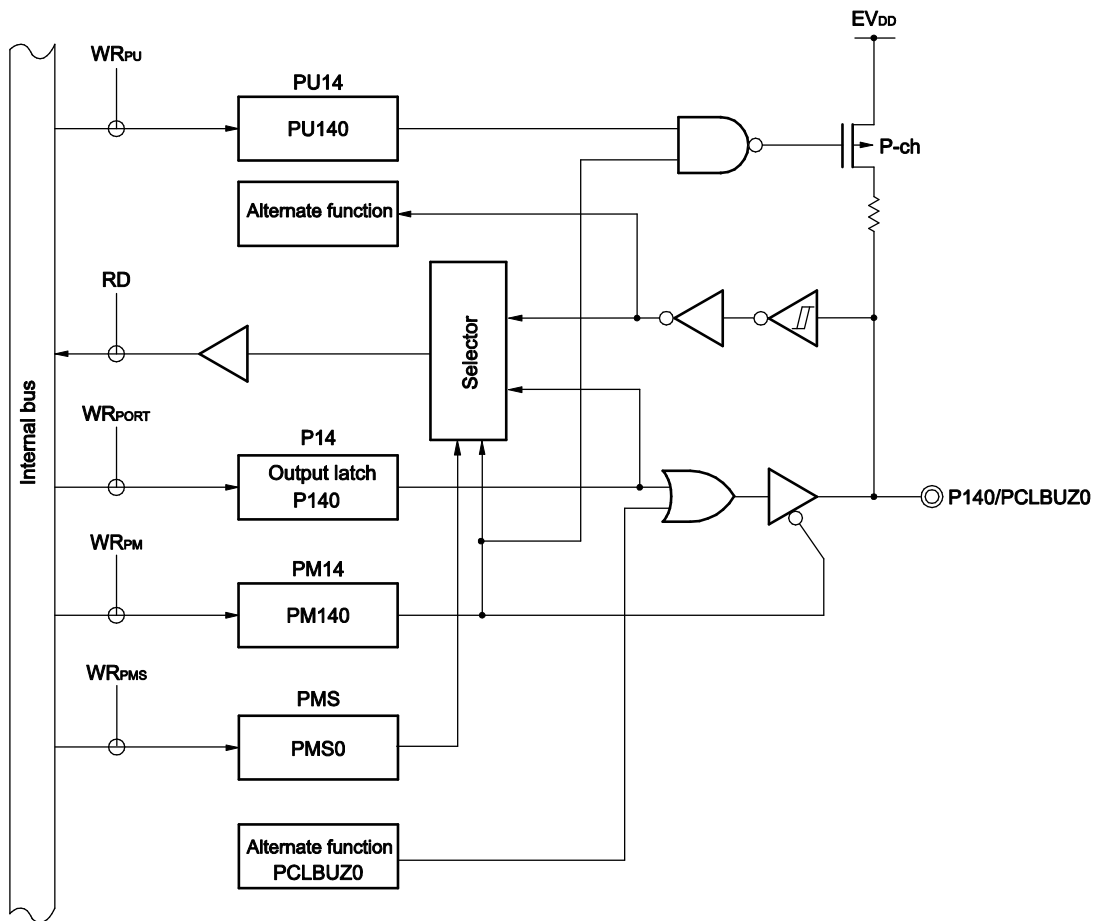 EVDD
WRPU
PU14
PU140
P-ch
Alternate function
RD
Selector
Internal bus
WRPORT
P14
Output latch
P140
P140/PCLBUZ0
WRPM
PM14
PM140
WRPMS
PMS
PMS0
Alternate function
PCLBUZ0